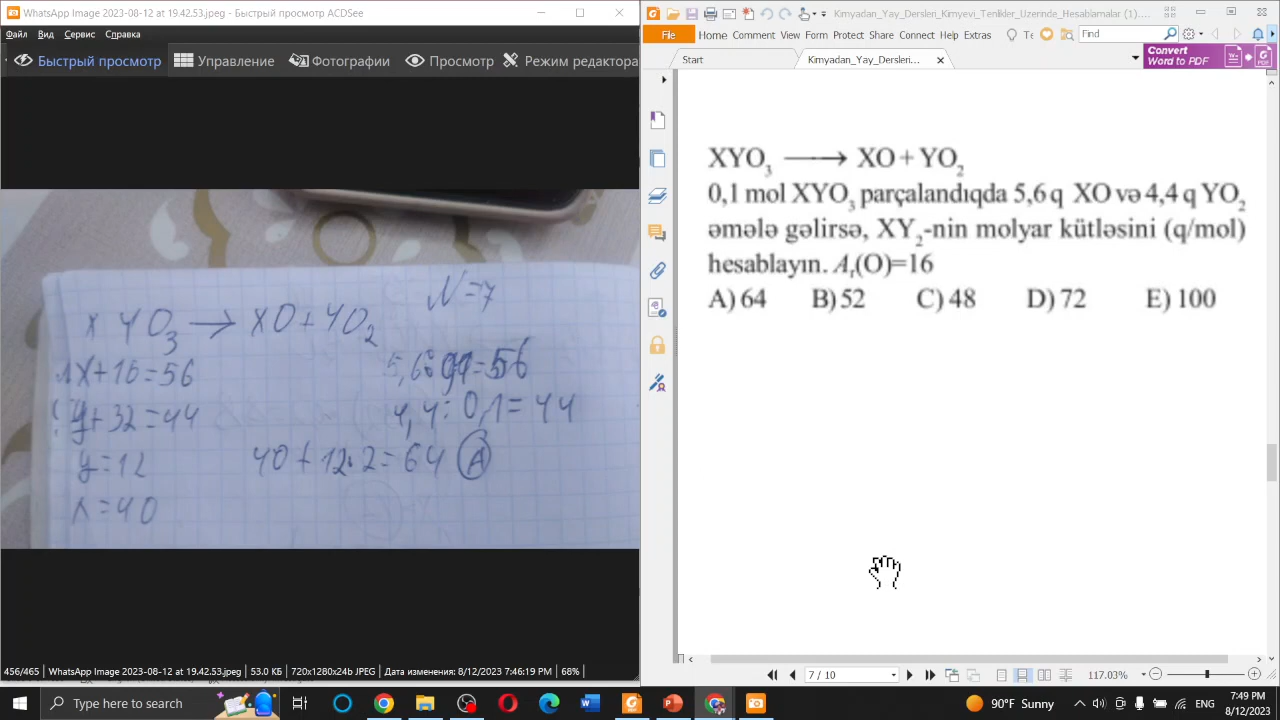 WhatsApp Image 2023-08-12 at 19.42.53.jpeg - Быстрый просмотр ACDSee
Файл Вид Сервис Справка
Быстрый просмотр Управление Фотографии Просмотр Режим редактора
N=7
XYO3 → XO+YO2
X+16=56
5,6:0,1=56
y+32=44
4,4:0,1=44
y=12
40+12·2=64 A
x=40
456/465 WhatsApp Image 2023-08-12 at 19.42.53.jpeg 53.0 КБ 720x1280x24b JPEG Дата изменения: 8/12/2023 7:46:19 PM 68%
Kimyadan_Yay_Dersleri_Kimyevi_Tenikler_Uzerinde_Hesablamalar (1)....
File Home Comment View Form Protect Share Connect Help Extras Te Find
Start Kimyadan_Yay_Dersleri...
Convert
Word to PDF
XYO3 ⟶ XO + YO2
0,1 mol XYO3 parçalandıqda 5,6 q XO və 4,4 q YO2
əmələ gəlirsə, XY2-nin molyar kütləsini (q/mol)
hesablayın. Ar(O)=16
A) 64 B) 52 C) 48 D) 72 E) 100
7 / 10 117.03%
Type here to search
90°F Sunny ENG
7:49 PM
8/12/2023